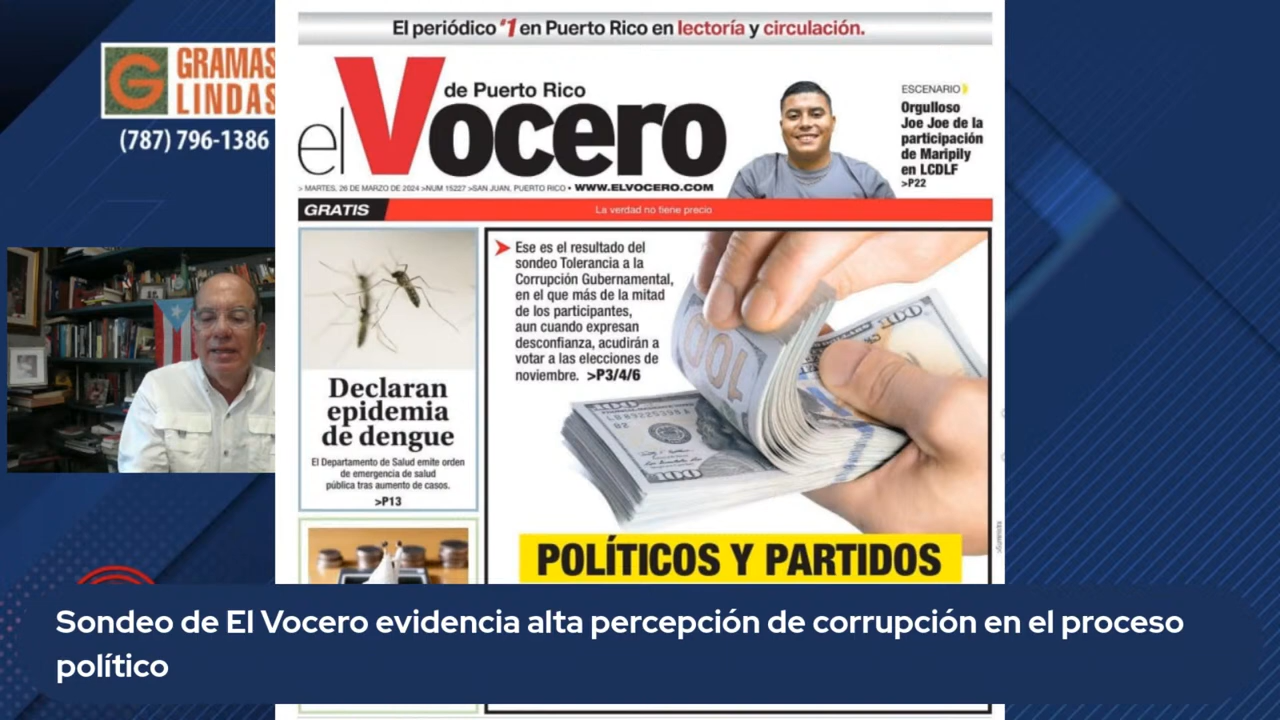 GRAMAS
LINDAS
(787) 796-1386
El periódico #1 en Puerto Rico en lectoría y circulación.
el Vocero
de Puerto Rico
> MARTES, 26 DE MARZO DE 2024 >NUM 15227 >SAN JUAN, PUERTO RICO • WWW.ELVOCERO.COM
ESCENARIO
Orgulloso
Joe Joe de la
participación
de Maripily
en LCDLF
>P22
GRATIS
La verdad no tiene precio
Declaran
epidemia
de dengue
El Departamento de Salud emite orden
de emergencia de salud
pública tras aumento de casos.
>P13
Ese es el resultado del
sondeo Tolerancia a la
Corrupción Gubernamental,
en el que más de la mitad
de los participantes,
aun cuando expresan
desconfianza, acudirán a
votar a las elecciones de
noviembre. >P3/4/6
100
100
100
POLÍTICOS Y PARTIDOS
Sondeo de El Vocero evidencia alta percepción de corrupción en el proceso
político